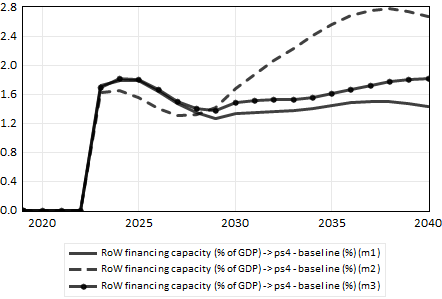 2.8
2.4
2.0
1.6
1.2
0.8
0.4
0.0
2020 2025 2030 2035 2040
RoW financing capacity (% of GDP) -> ps4 - baseline (%) (m1)
RoW financing capacity (% of GDP) -> ps4 - baseline (%) (m2)
RoW financing capacity (% of GDP) -> ps4 - baseline (%) (m3)